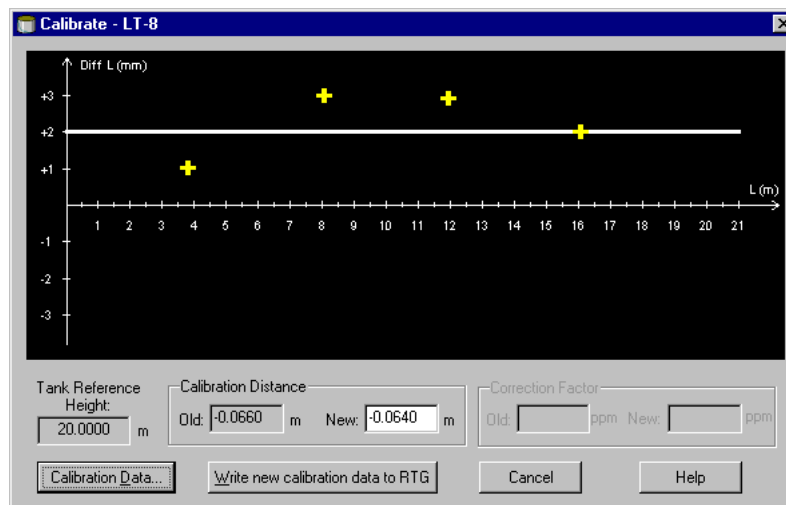 Calibrate - LT-8
Diff L (mm)
+3
+2
+1
L (m)
1 2 3 4 5 6 7 8 9 10 11 12 13 14 15 16 17 18 19 20 21
-1
-2
-3
Tank Reference
Height:
20.0000 m
Calibration Distance
Old: -0.0660 m New: -0.0640 m
Correction Factor
Old: ppm New: ppm
Calibration Data...
Write new calibration data to RTG
Cancel
Help